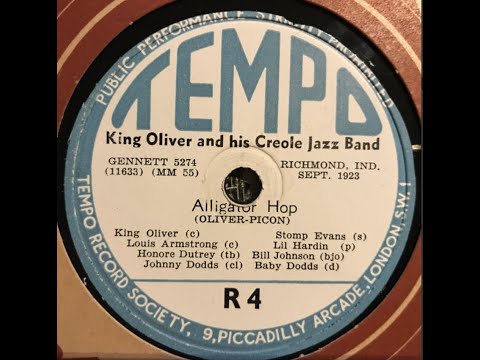 PUBLIC PERFORMANCE STRICTLY PROHIBITED
TEMPO
King Oliver and his Creole Jazz Band
GENNETT 5274
(11633) (MM 55)
RICHMOND, IND.
SEPT. 1923
Alligator Hop
(OLIVER-PICON)
King Oliver (c) Stomp Evans (s)
Louis Armstrong (c) Lil Hardin (p)
Honore Dutrey (tb) Bill Johnson (bjo)
Johnny Dodds (cl) Baby Dodds (d)
R 4
TEMPO RECORD SOCIETY, 9, PICCADILLY ARCADE, LONDON, S.W.1